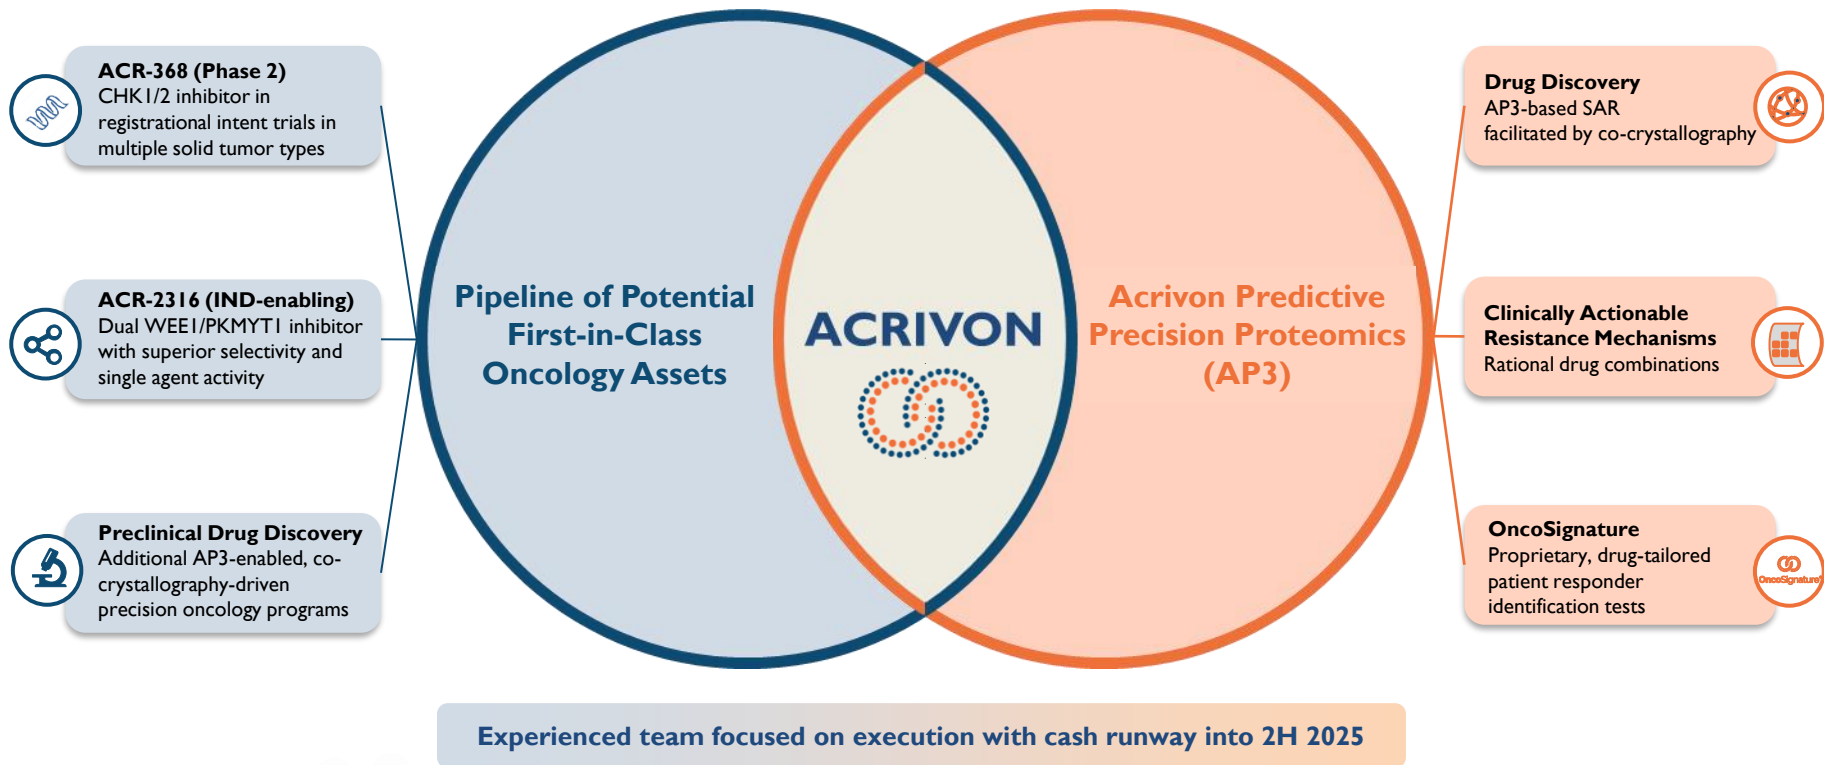 ACR-368 (Phase 2)
CHK1/2 inhibitor in
registrational intent trials in
multiple solid tumor types
ACR-2316 (IND-enabling)
Dual WEE1/PKMYT1 inhibitor
with superior selectivity and
single agent activity
Preclinical Drug Discovery
Additional AP3-enabled, co-
crystallography-driven
precision oncology programs
Pipeline of Potential
First-in-Class
Oncology Assets
ACRIVON
Acrivon Predictive
Precision Proteomics
(AP3)
Drug Discovery
AP3-based SAR
facilitated by co-crystallography
Clinically Actionable
Resistance Mechanisms
Rational drug combinations
OncoSignature
Proprietary, drug-tailored
patient responder
identification tests
OncoSignature
Experienced team focused on execution with cash runway into 2H 2025